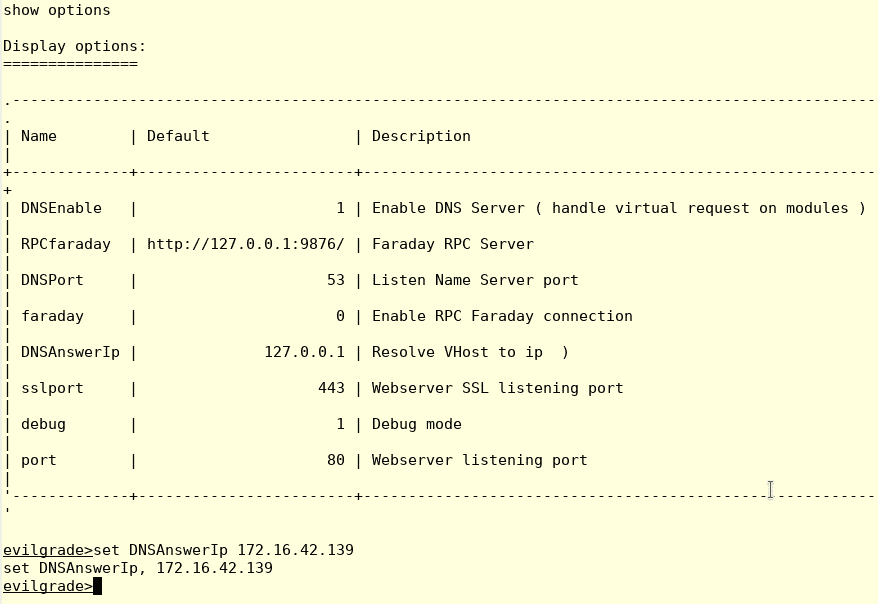 show options
Display options:
===============
.-----------------------------------------------------------------------------------------------
.
| Name        | Default                | Description
|
+-------------+------------------------+---------------------------------------------------------
+
| DNSEnable   |                      1 | Enable DNS Server ( handle virtual request on modules )
|
| RPCfaraday  | http://127.0.0.1:9876/ | Faraday RPC Server
|
| DNSPort     |                     53 | Listen Name Server port
|
| faraday     |                      0 | Enable RPC Faraday connection
|
| DNSAnswerIp |              127.0.0.1 | Resolve VHost to ip  )
|
| sslport     |                    443 | Webserver SSL listening port
|
| debug       |                      1 | Debug mode
|
| port        |                     80 | Webserver listening port
|
'-------------+------------------------+---------------------------------------------------------
'
evilgrade>set DNSAnswerIp 172.16.42.139
set DNSAnswerIp, 172.16.42.139
evilgrade>